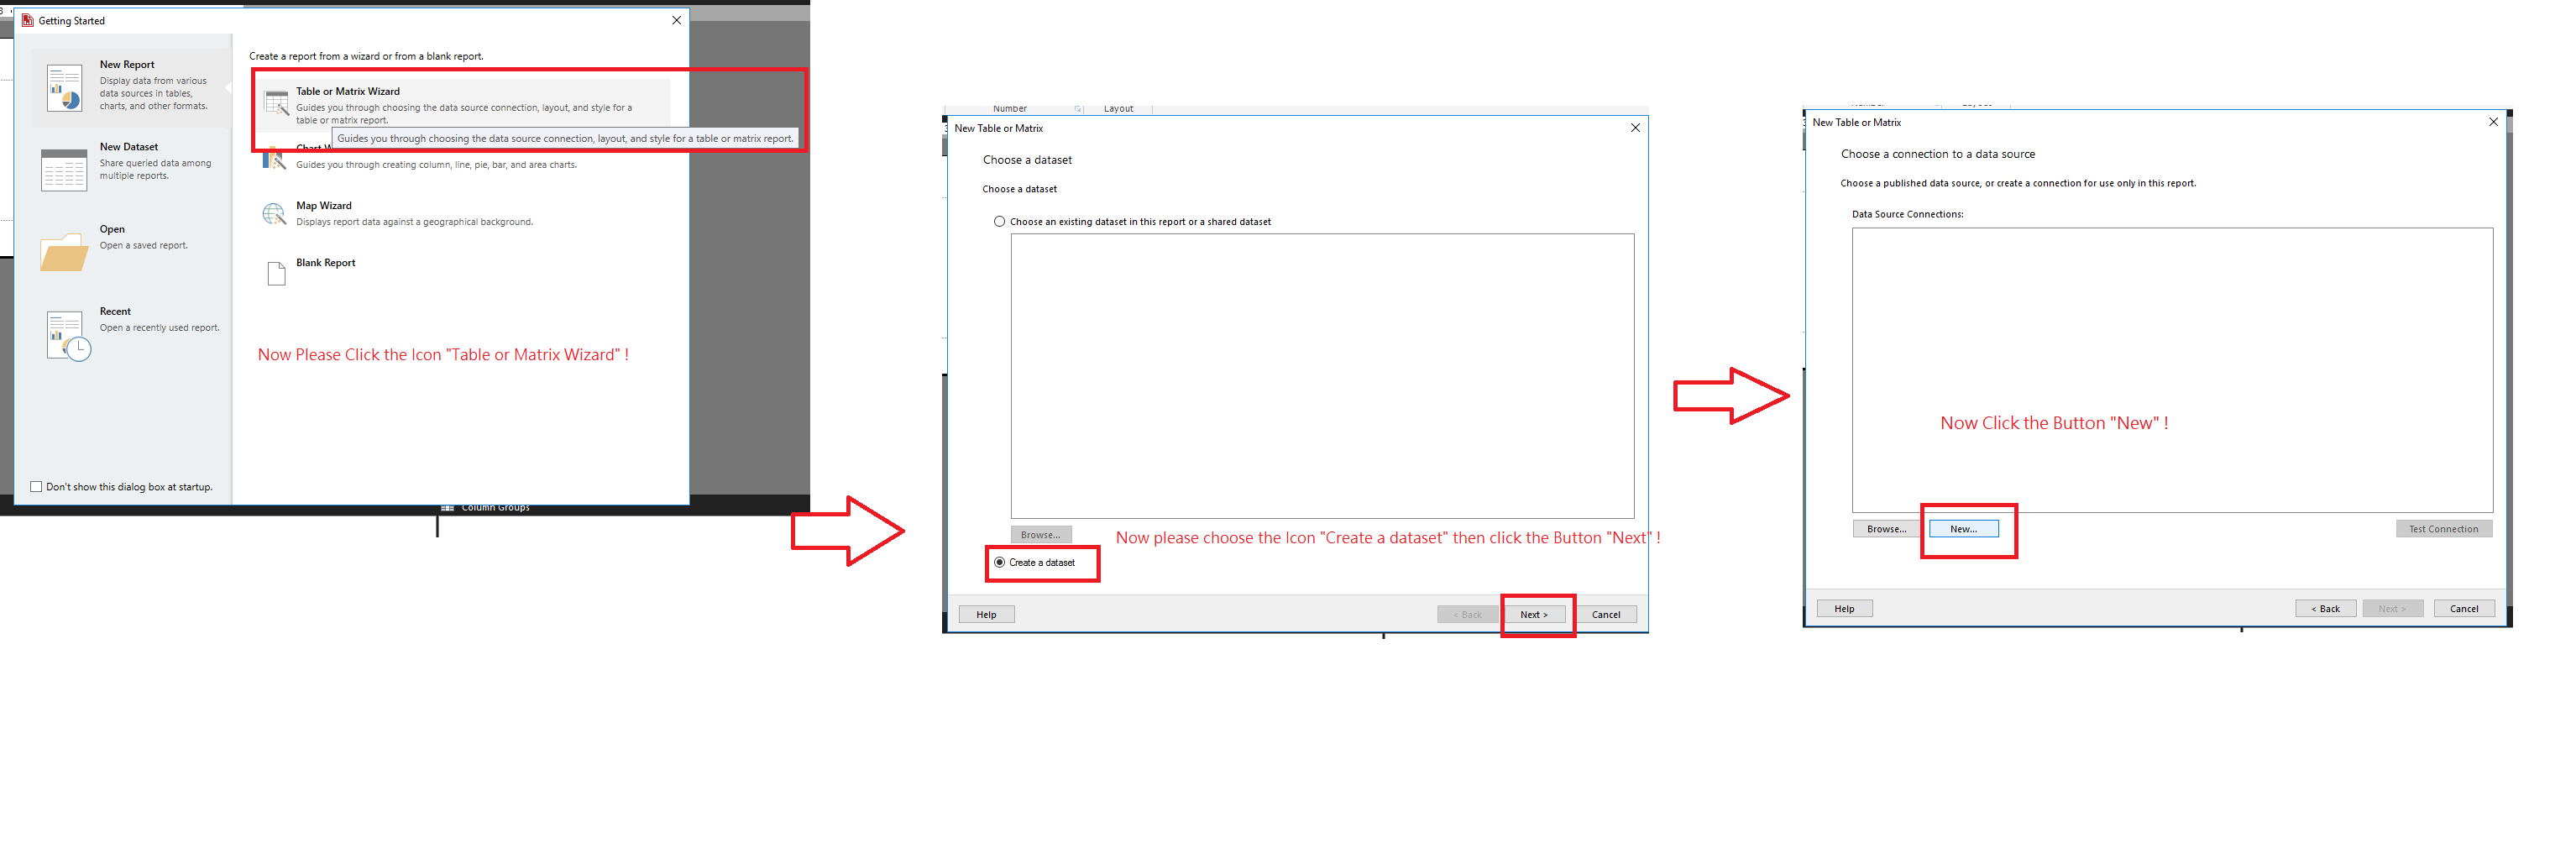 Getting Started
New Report
Display data from various
data sources in tables,
charts, and other formats.
New Dataset
Share queried data among
multiple reports.
Open
Open a saved report.
Recent
Open a recently used report.
Don't show this dialog box at startup.
Create a report from a wizard or from a blank report.
Table or Matrix Wizard
Guides you through choosing the data source connection, layout, and style for a
table or matrix report.
Guides you through choosing the data source connection, layout, and style for a table or matrix report.
Guides you through creating column, line, pie, bar, and area charts.
Map Wizard
Displays report data against a geographical background.
Blank Report
Now Please Click the Icon "Table or Matrix Wizard" !
Column Groups
Number Layout
New Table or Matrix
Choose a dataset
Choose a dataset
Choose an existing dataset in this report or a shared dataset
Browse...
Now please choose the Icon "Create a dataset" then click the Button "Next" !
Create a dataset
Help < Back Next > Cancel
New Table or Matrix
Choose a connection to a data source
Choose a published data source, or create a connection for use only in this report.
Data Source Connections:
Now Click the Button "New" !
Browse... New... Test Connection
Help < Back Next > Cancel